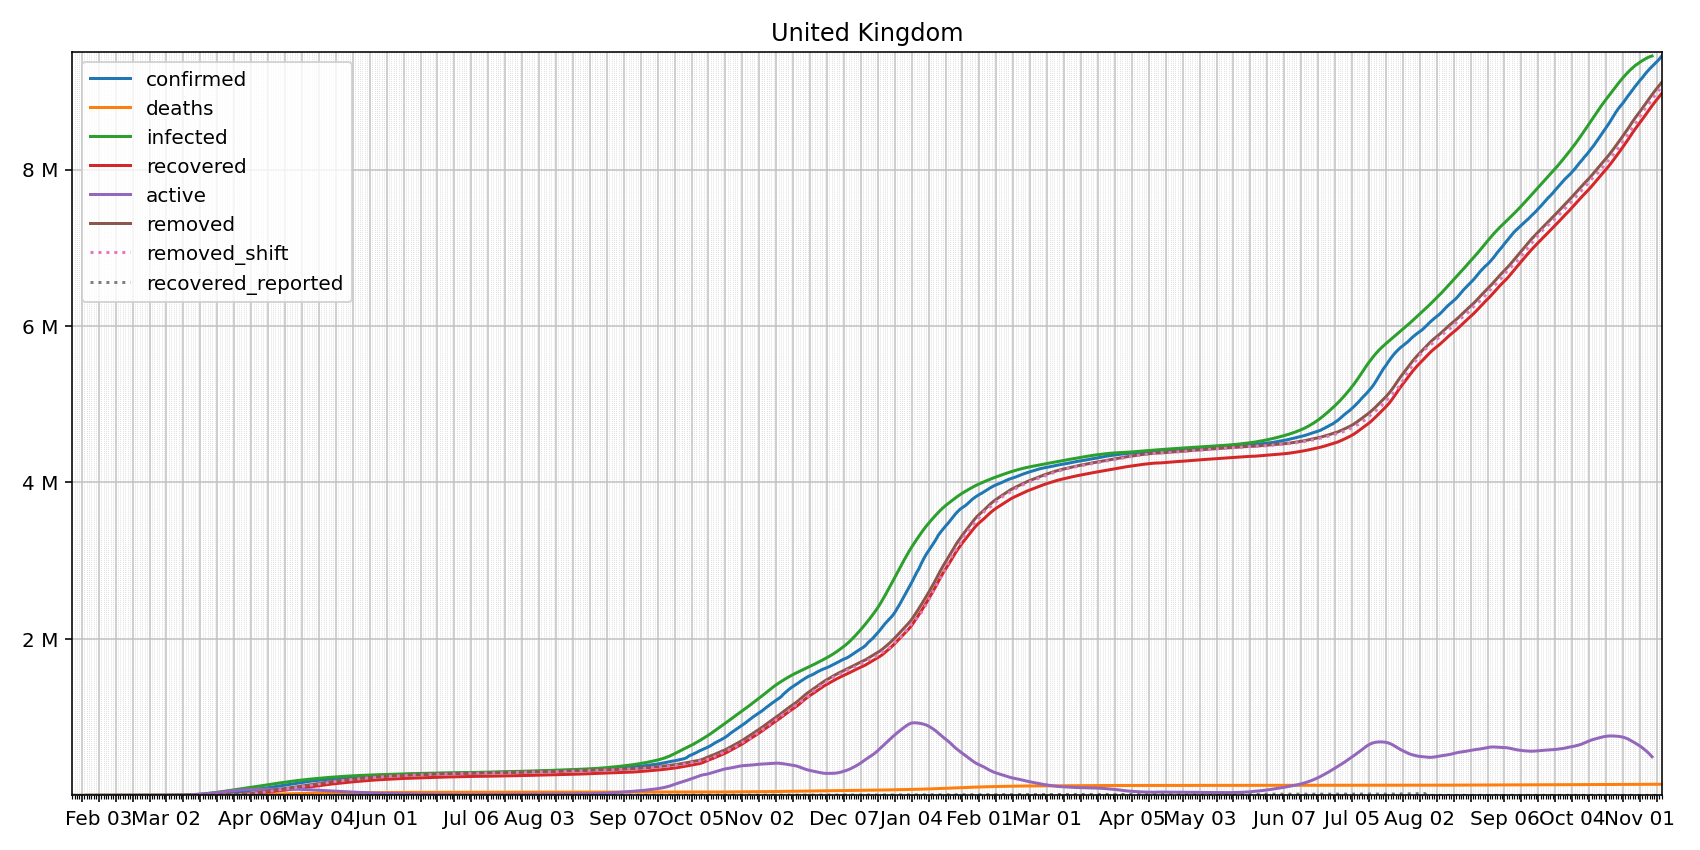 United Kingdom
confirmed
deaths
infected
recovered
active
removed
removed_shift
recovered_reported
8 M
6 M
4 M
2 M
Feb 03 Mar 02 Apr 06 May 04 Jun 01 Jul 06 Aug 03 Sep 07 Oct 05 Nov 02 Dec 07 Jan 04 Feb 01 Mar 01 Apr 05 May 03 Jun 07 Jul 05 Aug 02 Sep 06 Oct 04 Nov 01